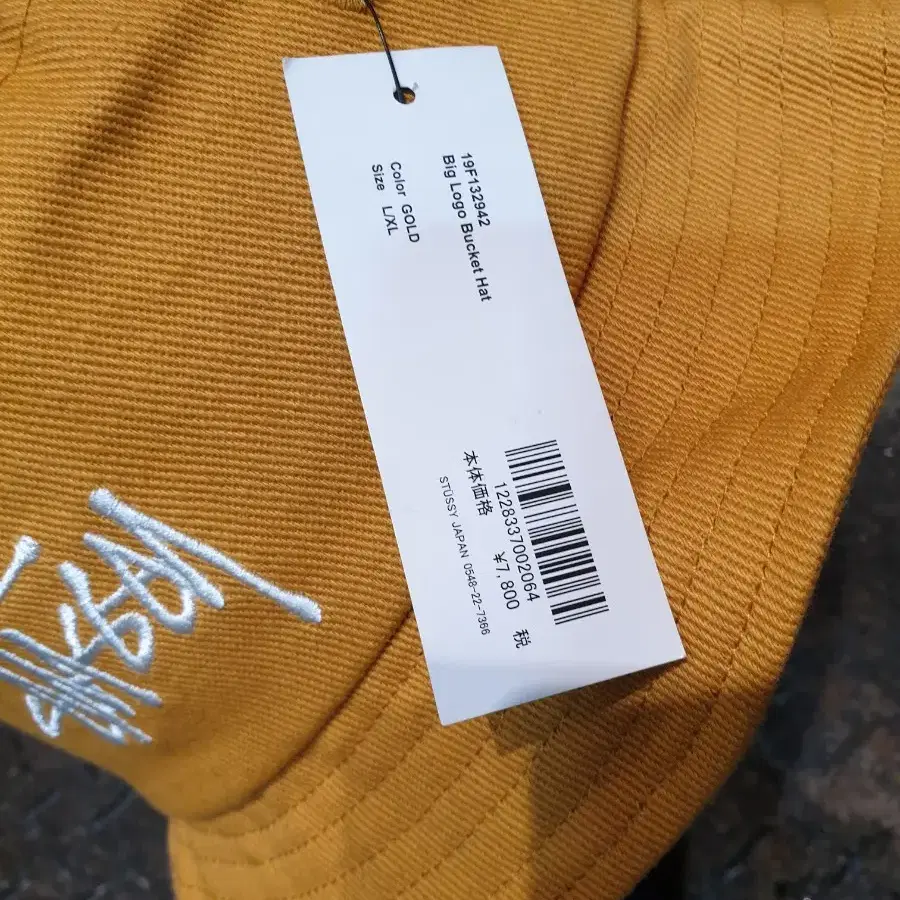 19F132942
Big Logo Bucket Hat
Color GOLD
Size L/XL
1228337002064
本体価格 ¥7,800 税
STÜSSY JAPAN 0548-22-7366